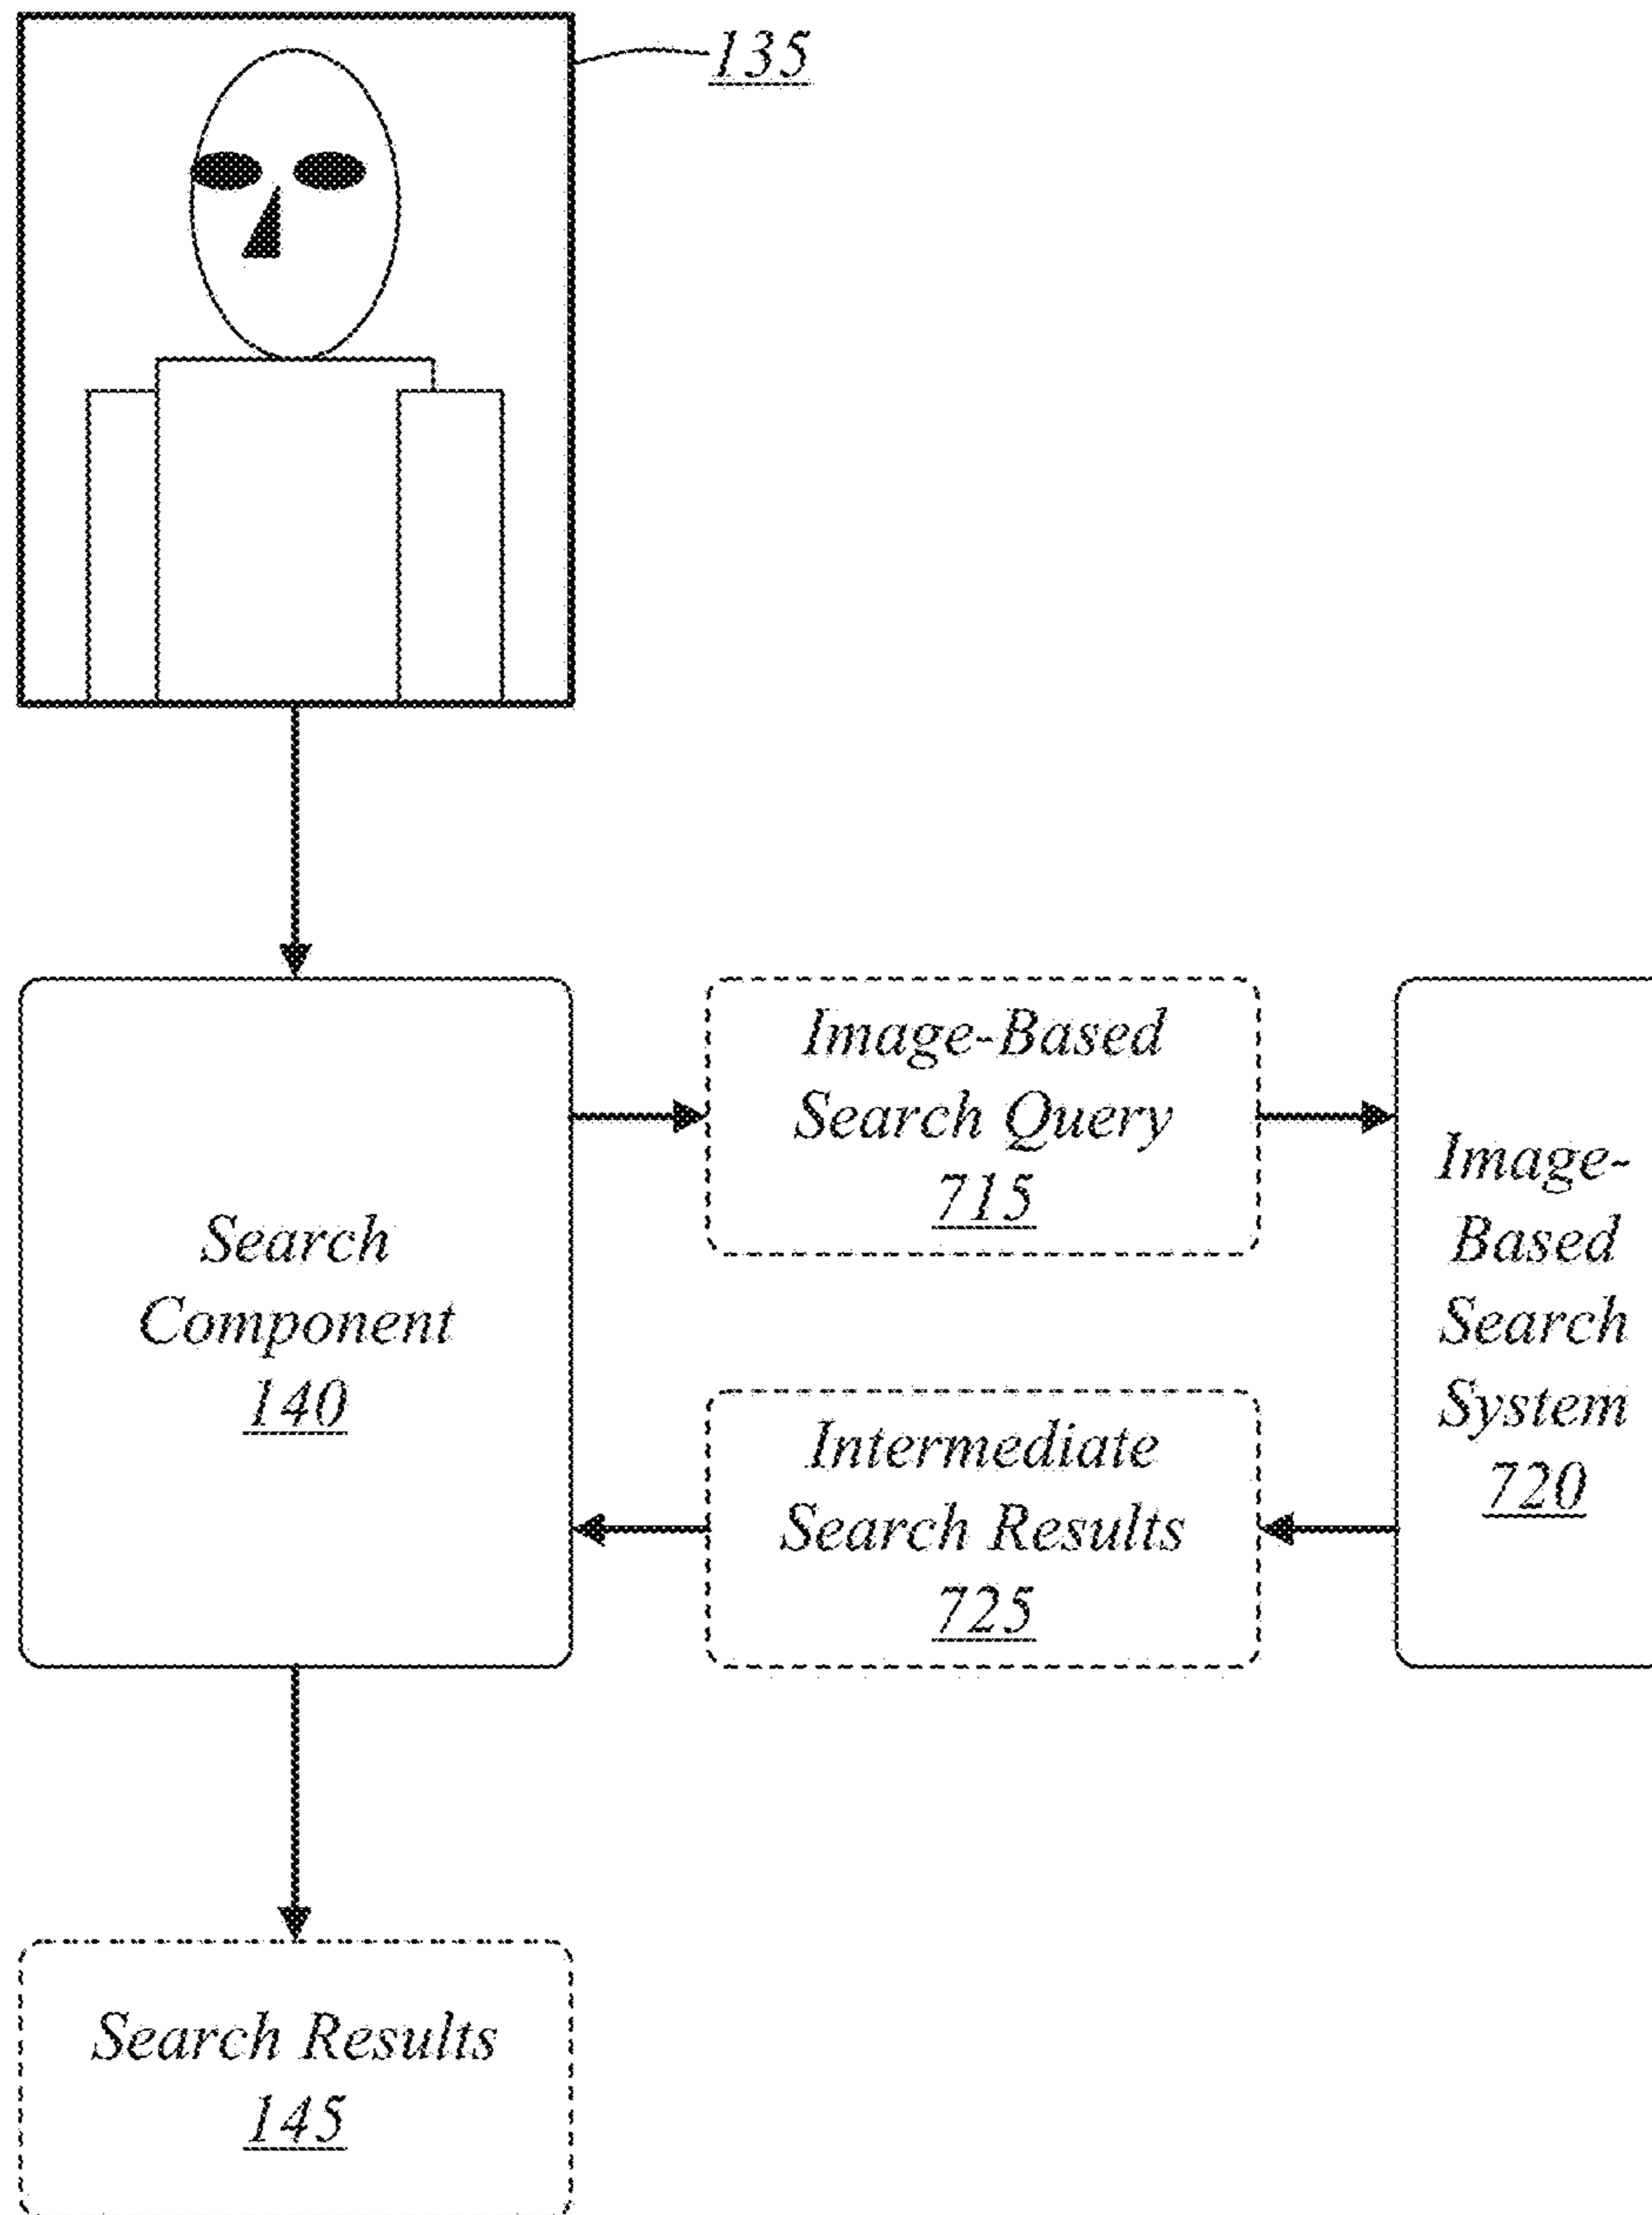 135
Image-Based
Search Query
715
Search
Component
140
Image-
Based
Search
System
720
Intermediate
Search Results
725
Search Results
145